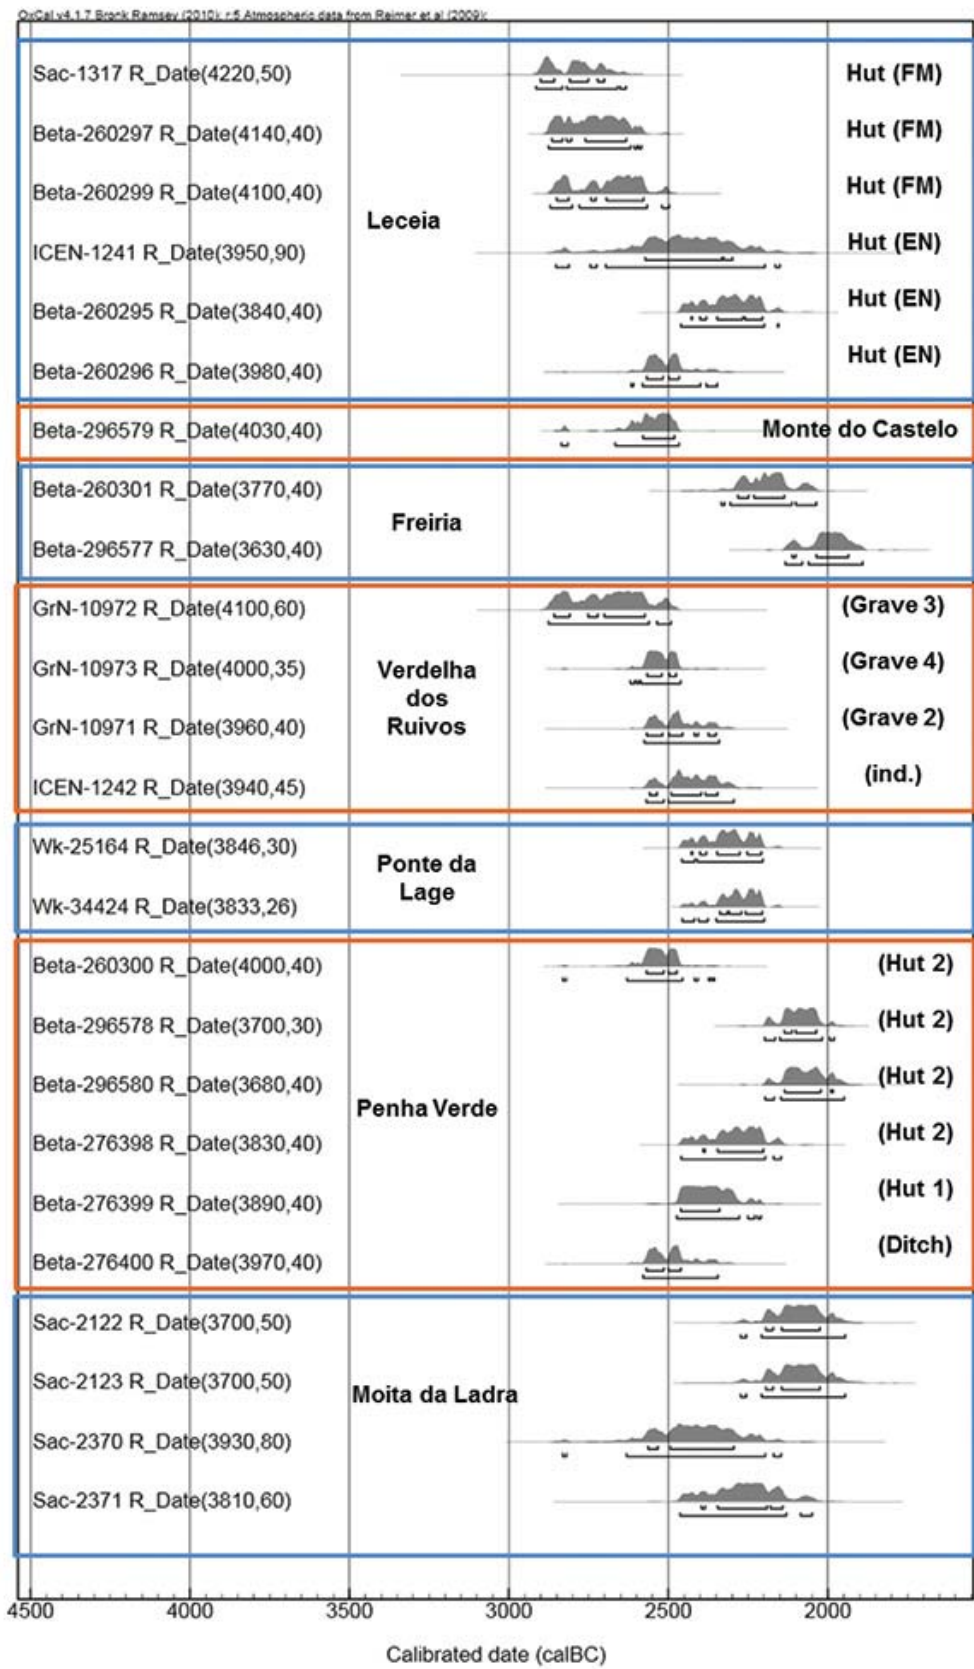 OxCal v4.1.7 Bronk Ramsey (2010); r:5 Atmospheric data from Reimer et al (2009);
Sac-1317 R_Date(4220,50) Hut (FM)
Beta-260297 R_Date(4140,40) Hut (FM)
Beta-260299 R_Date(4100,40) Hut (FM)
Leceia
ICEN-1241 R_Date(3950,90) Hut (EN)
Beta-260295 R_Date(3840,40) Hut (EN)
Beta-260296 R_Date(3980,40) Hut (EN)
Beta-296579 R_Date(4030,40) Monte do Castelo
Beta-260301 R_Date(3770,40)
Freiria
Beta-296577 R_Date(3630,40)
GrN-10972 R_Date(4100,60) (Grave 3)
GrN-10973 R_Date(4000,35) (Grave 4)
Verdelha
dos
Ruivos
GrN-10971 R_Date(3960,40) (Grave 2)
ICEN-1242 R_Date(3940,45) (ind.)
Wk-25164 R_Date(3846,30)
Ponte da
Lage
Wk-34424 R_Date(3833,26)
Beta-260300 R_Date(4000,40) (Hut 2)
Beta-296578 R_Date(3700,30) (Hut 2)
Beta-296580 R_Date(3680,40) (Hut 2)
Penha Verde
Beta-276398 R_Date(3830,40) (Hut 2)
Beta-276399 R_Date(3890,40) (Hut 1)
Beta-276400 R_Date(3970,40) (Ditch)
Sac-2122 R_Date(3700,50)
Sac-2123 R_Date(3700,50)
Moita da Ladra
Sac-2370 R_Date(3930,80)
Sac-2371 R_Date(3810,60)
4500 4000 3500 3000 2500 2000
Calibrated date (calBC)